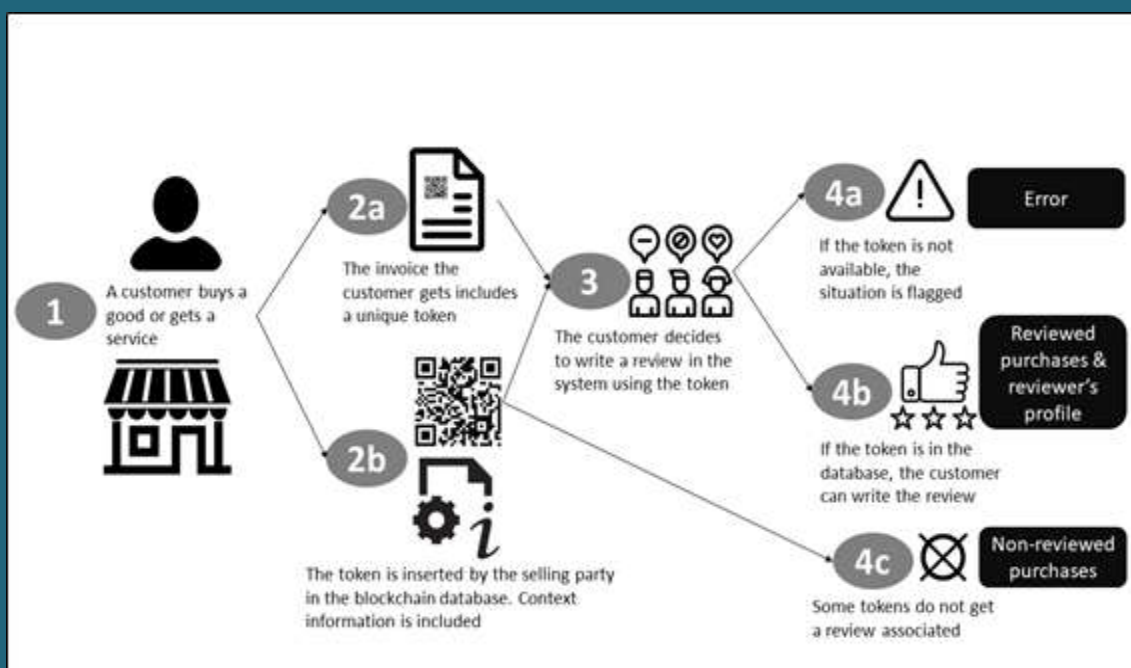 1
A customer buys a
good or gets a
service
2a
The invoice the
customer gets includes
a unique token
2b
The token is inserted by the selling party
in the blockchain database. Context
information is included
3
The customer decides
to write a review in the
system using the token
4a
Error
If the token is not
available, the
situation is flagged
4b
Reviewed
purchases &
reviewer's
profile
If the token is in the
database, the customer
can write the review
4c
Non-reviewed
purchases
Some tokens do not get
a review associated